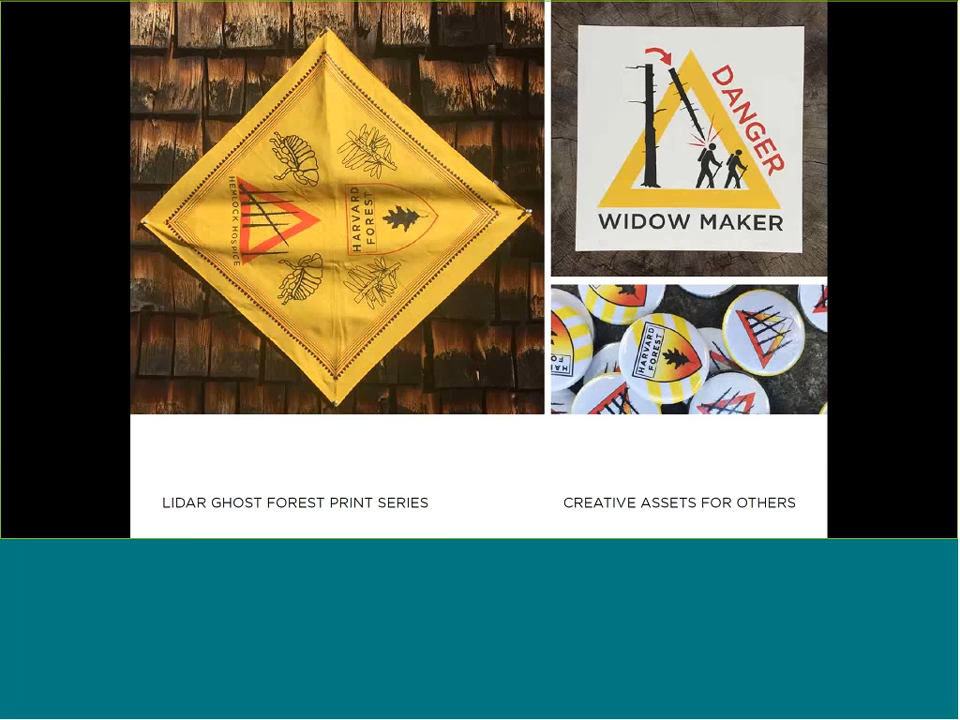 HEMLOCK HOSPICE
HARVARD
FOREST
DANGER
WIDOW MAKER
HARVARD
FOREST
LIDAR GHOST FOREST PRINT SERIES
CREATIVE ASSETS FOR OTHERS